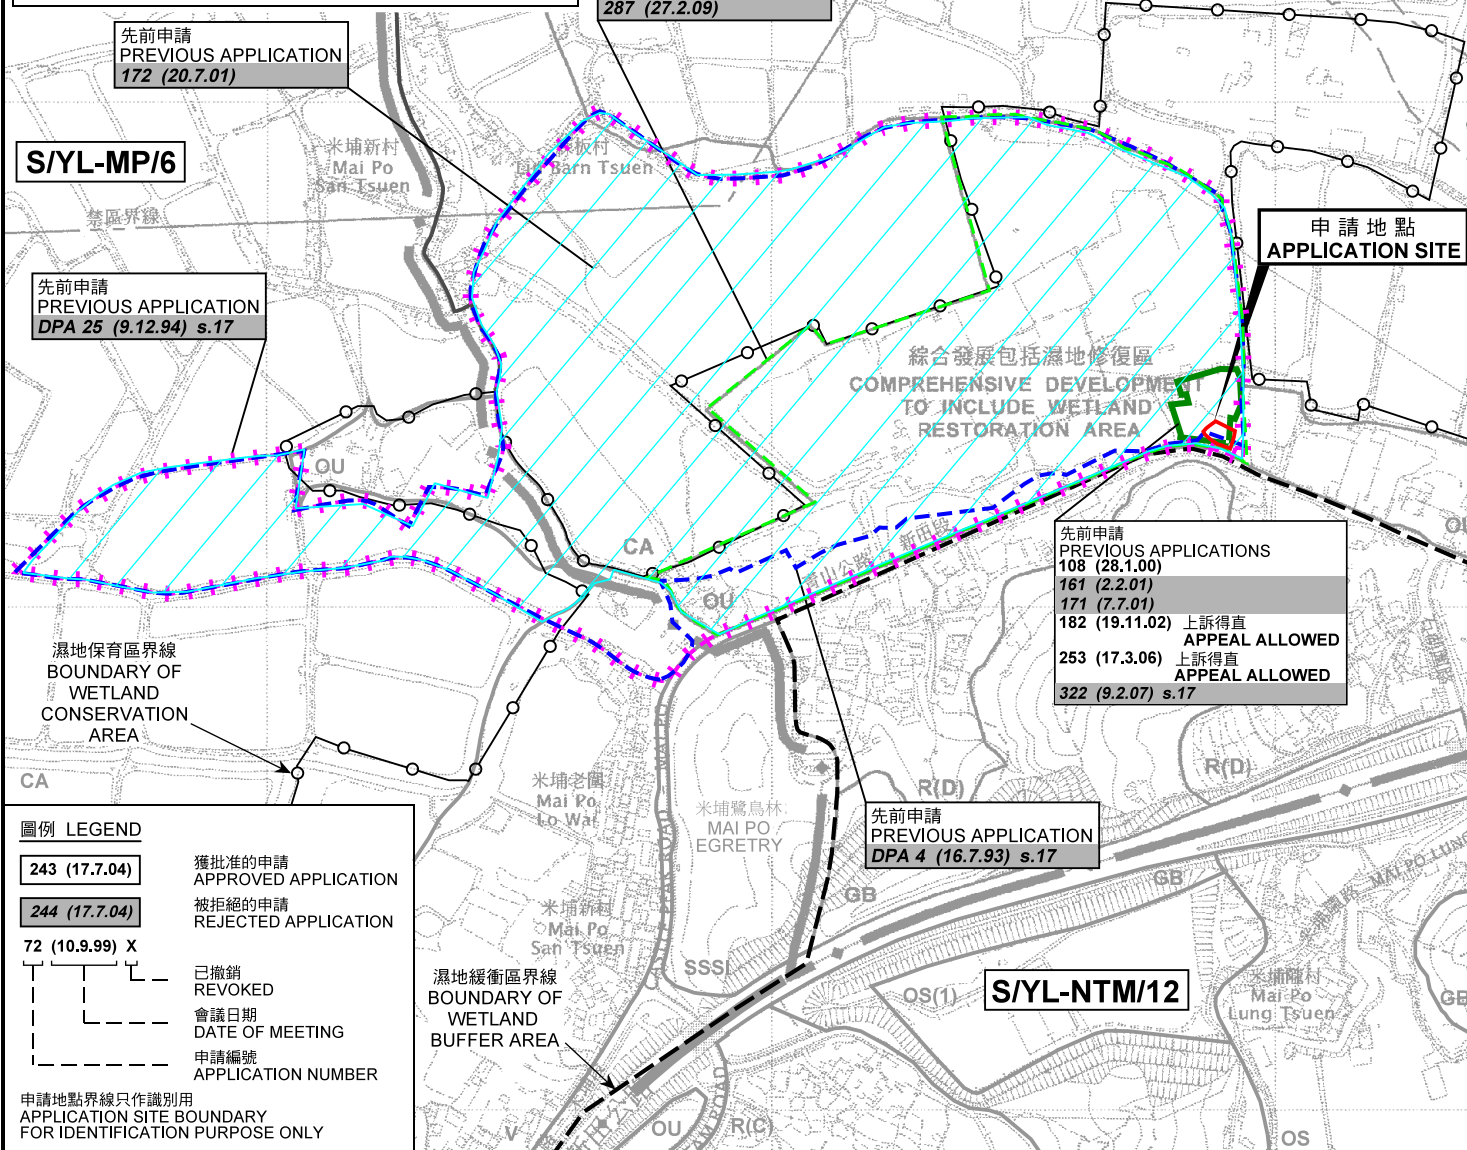 287 (27.2.09)
先前申請
PREVIOUS APPLICATION
172 (20.7.01)
S/YL-MP/6
米埔新村
Mai Po
San Tsuen
板村
Barn Tsuen
禁區界線
申請地點
APPLICATION SITE
先前申請
PREVIOUS APPLICATION
DPA 25 (9.12.94) s.17
綜合發展包括濕地修復區
COMPREHENSIVE DEVELOPMENT
TO INCLUDE WETLAND
RESTORATION AREA
OU
CA
新田段
OU
OU
先前申請
PREVIOUS APPLICATIONS
108 (28.1.00)
161 (2.2.01)
171 (7.7.01)
182 (19.11.02) 上訴得直
APPEAL ALLOWED
253 (17.3.06) 上訴得直
APPEAL ALLOWED
322 (9.2.07) s.17
濕地保育區界線
BOUNDARY OF
WETLAND
CONSERVATION
AREA
CA
米埔老圍
Mai Po
Lo Wai
米埔鷺鳥林
MAI PO
EGRETRY
R(D)
R(D)
先前申請
PREVIOUS APPLICATION
DPA 4 (16.7.93) s.17
GB
GB
MAI PO LUNG
米埔新村
Mai Po
San Tsuen
SSSI
OS(1)
S/YL-NTM/12
米埔隴村
Mai Po
Lung Tsuen
GB
濕地緩衝區界線
BOUNDARY OF
WETLAND
BUFFER AREA
V
OU
R(C)
OS
圖例 LEGEND
243 (17.7.04)
獲批准的申請
APPROVED APPLICATION
244 (17.7.04)
被拒絕的申請
REJECTED APPLICATION
72 (10.9.99) X
已撤銷
REVOKED
會議日期
DATE OF MEETING
申請編號
APPLICATION NUMBER
申請地點界線只作識別用
APPLICATION SITE BOUNDARY
FOR IDENTIFICATION PURPOSE ONLY